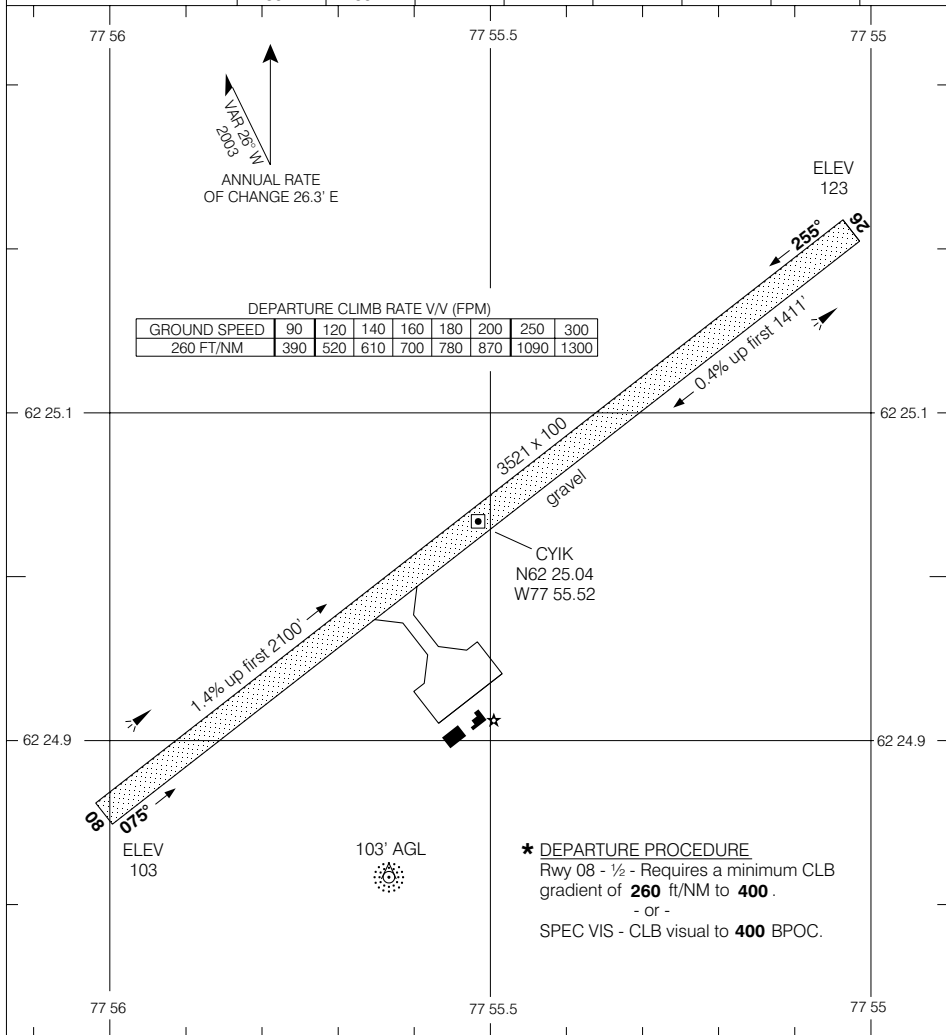 77 56 77 55.5 77 55
VAR 26° W
2003
ANNUAL RATE
OF CHANGE 26.3' E
ELEV
123
26
255°
DEPARTURE CLIMB RATE V/V (FPM)
GROUND SPEED 90 120 140 160 180 200 250 300
260 FT/NM 390 520 610 700 780 870 1090 1300
0.4% up first 1411'
62 25.1 62 25.1
3521 x 100
gravel
CYIK
N62 25.04
W77 55.52
1.4% up first 2100'
62 24.9 62 24.9
08
075°
ELEV
103
103' AGL
* DEPARTURE PROCEDURE
Rwy 08 - ½ - Requires a minimum CLB
gradient of 260 ft/NM to 400 .
- or -
SPEC VIS - CLB visual to 400 BPOC.
77 56 77 55.5 77 55